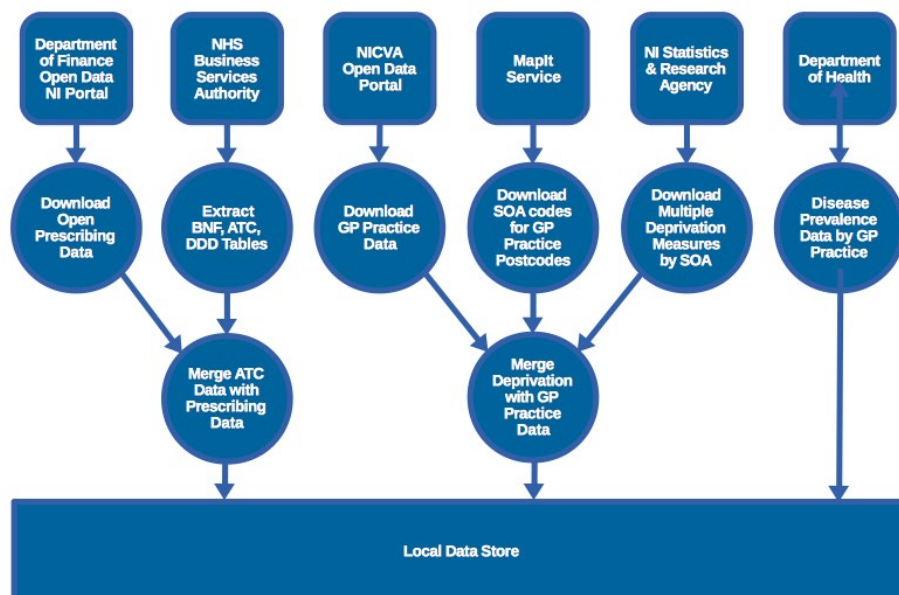 Department
of Finance
Open Data
NI Portal
NHS
Business
Services
Authority
NICVA
Open Data
Portal
MapIt
Service
NI Statistics
& Research
Agency
Department
of Health
Download
Open
Prescribing
Data
Extract
BNF, ATC,
DDD Tables
Download
GP Practice
Data
Download
SOA codes
for GP
Practice
Postcodes
Download
Multiple
Deprivation
Measures
by SOA
Disease
Prevalence
Data by GP
Practice
Merge ATC
Data with
Prescribing
Data
Merge
Deprivation
with GP
Practice
Data
Local Data Store